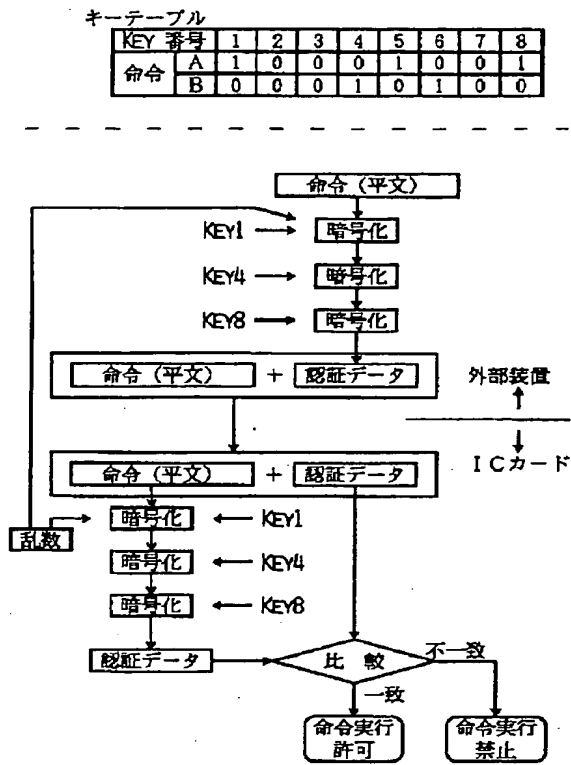 キーテーブル
KEY 番号 1 2 3 4 5 6 7 8
命令 A 1 0 0 0 1 0 0 1
B 0 0 0 1 0 1 0 0
命令（平文）
KEY1 暗号化
KEY4 暗号化
KEY8 暗号化
命令（平文） + 認証データ
外部装置
ICカード
命令（平文） + 認証データ
乱数 暗号化 KEY1
暗号化 KEY4
暗号化 KEY8
認証データ 比較 不一致
一致
命令実行 命令実行
許可 禁止